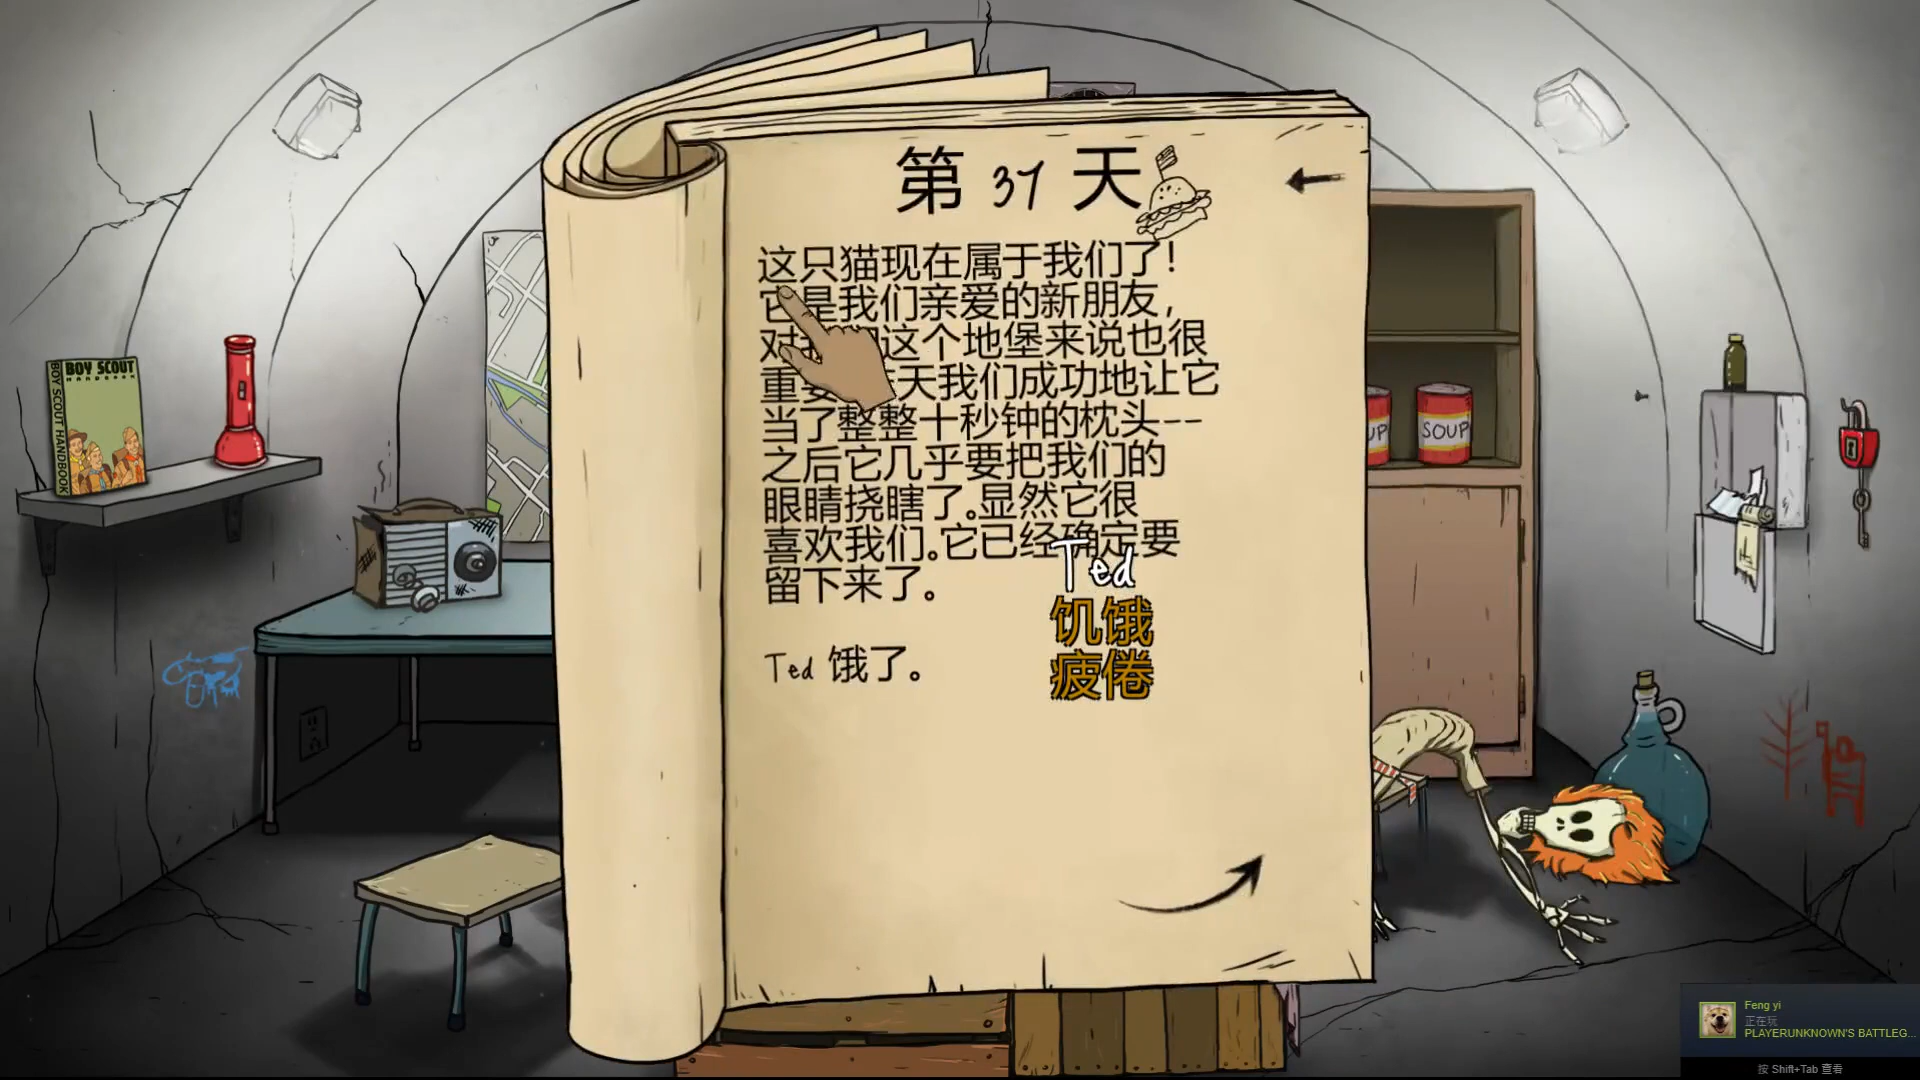 第 37 天
这只猫现在属于我们了!
它是我们亲爱的新朋友,
对 这个地堡来说也很
重要 天我们成功地让它
当了整整十秒钟的枕头--
之后它几乎要把我们的
眼睛挠瞎了.显然它很
喜欢我们。它已经确定要
留下来了。
Ted 饿了。
Ted
饥饿
疲倦
BOY SCOUT
HANDBOOK
BOY SCOUT HANDBOOK
UP
SOUP
Feng yi
正在玩
PLAYERUNKNOWN'S BATTLEG...
按 Shift+Tab 查看